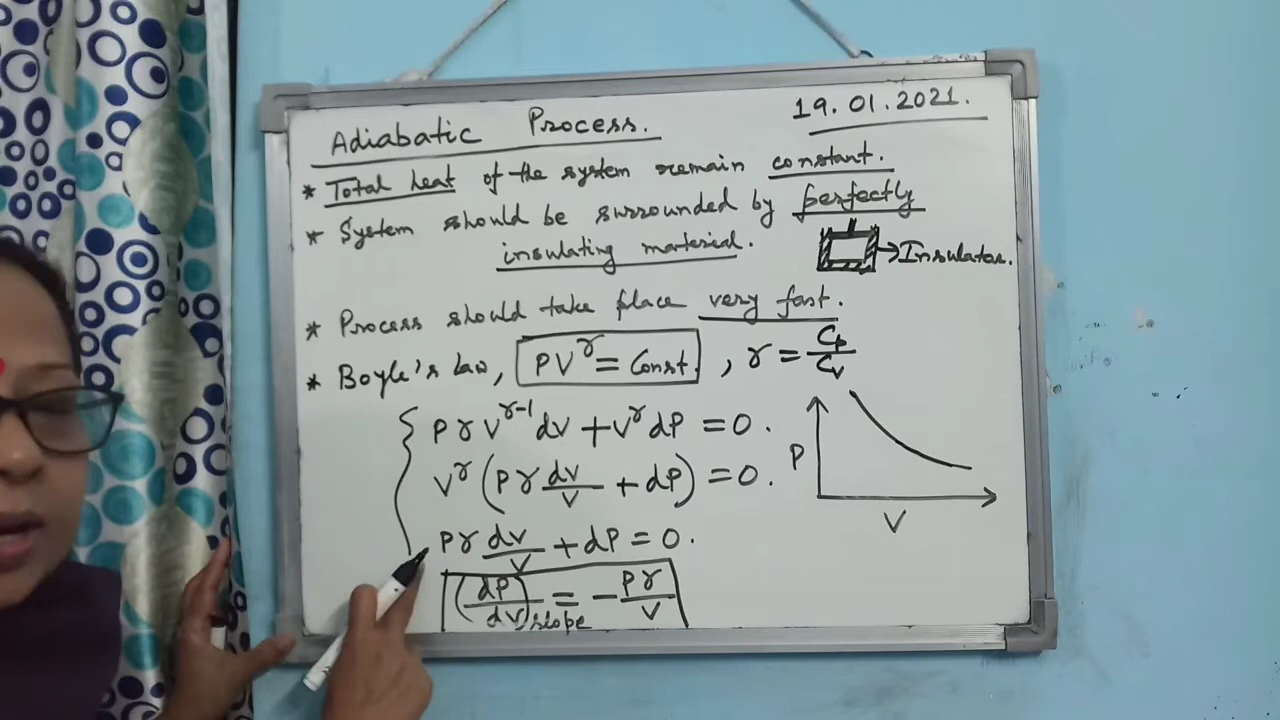 Adiabatic Process.
19.01.2021.
* Total heat of the system remain constant.
* System should be surrounded by perfectly
insulating material.
→ Insulator.
* Process should take place very fast.
* Boyle's law, PV^γ = Const. , γ = Cp/Cv
PγV^γ-1 dV + V^γ dP = 0.
V^γ (Pγ dV/V + dP) = 0.
Pγ dV/V + dP = 0.
(dP/dV)slope = - Pγ/V
P
V